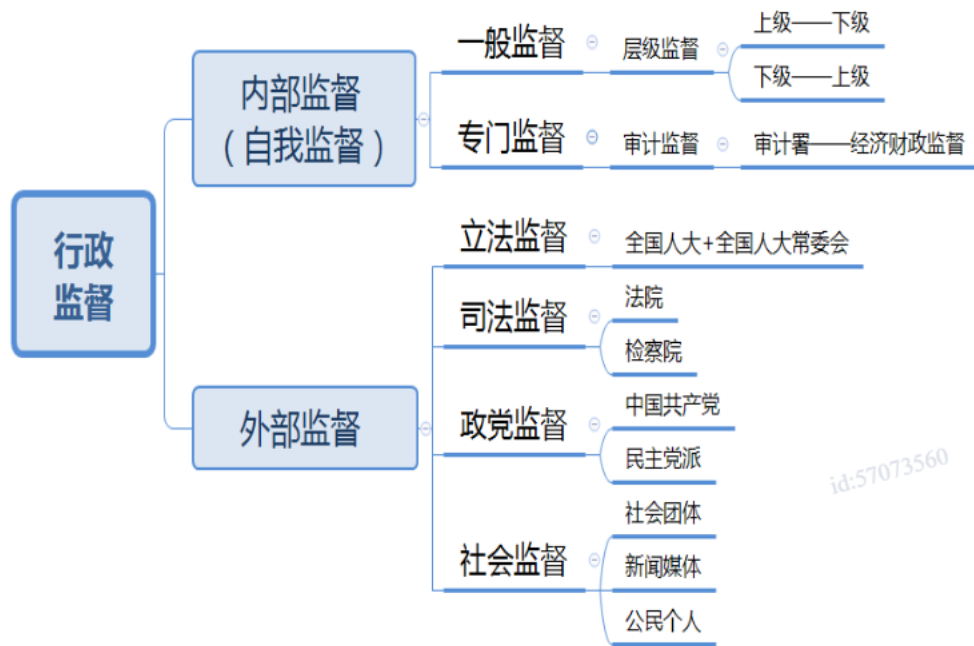 行政
监督
内部监督
（自我监督）
一般监督
层级监督
上级——下级
下级——上级
专门监督
审计监督
审计署——经济财政监督
外部监督
立法监督
全国人大+全国人大常委会
司法监督
法院
检察院
政党监督
中国共产党
民主党派
社会监督
社会团体
新闻媒体
公民个人
id:57073560